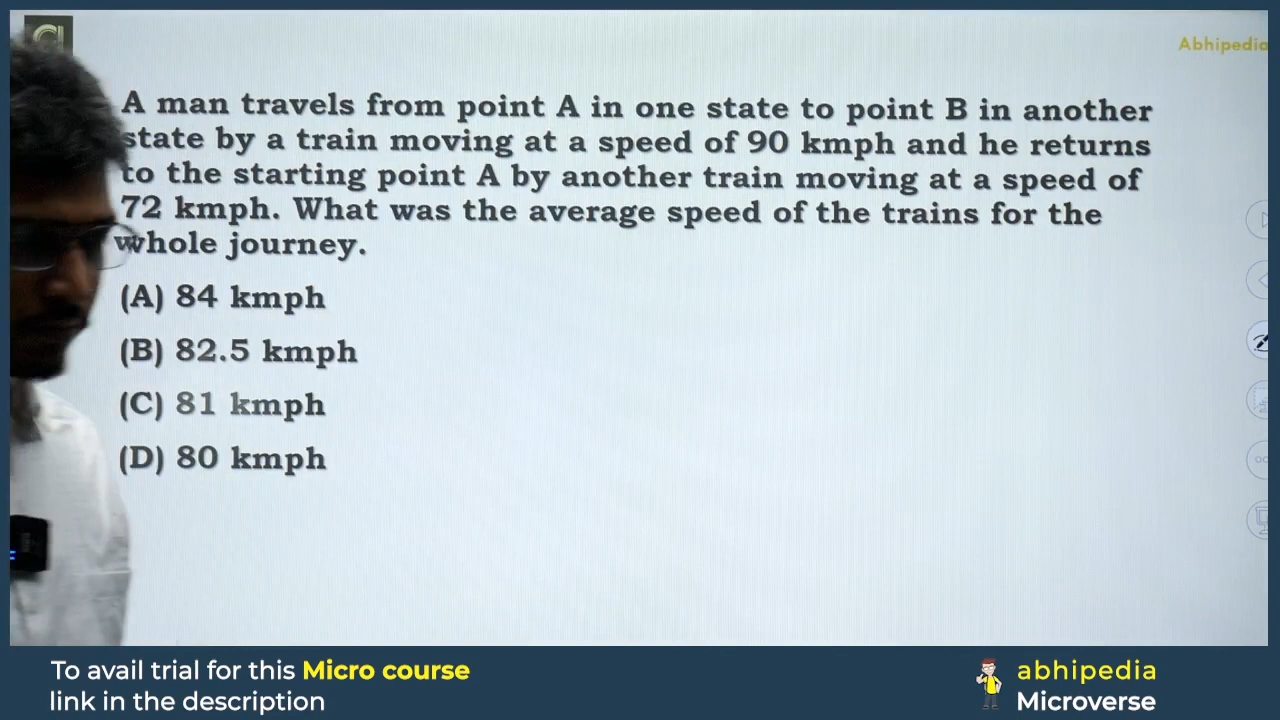 Abhipedia
A man travels from point A in one state to point B in another
state by a train moving at a speed of 90 kmph and he returns
to the starting point A by another train moving at a speed of
72 kmph. What was the average speed of the trains for the
whole journey.
(A) 84 kmph
(B) 82.5 kmph
(C) 81 kmph
(D) 80 kmph
To avail trial for this Micro course
link in the description
abhipedia
Microverse